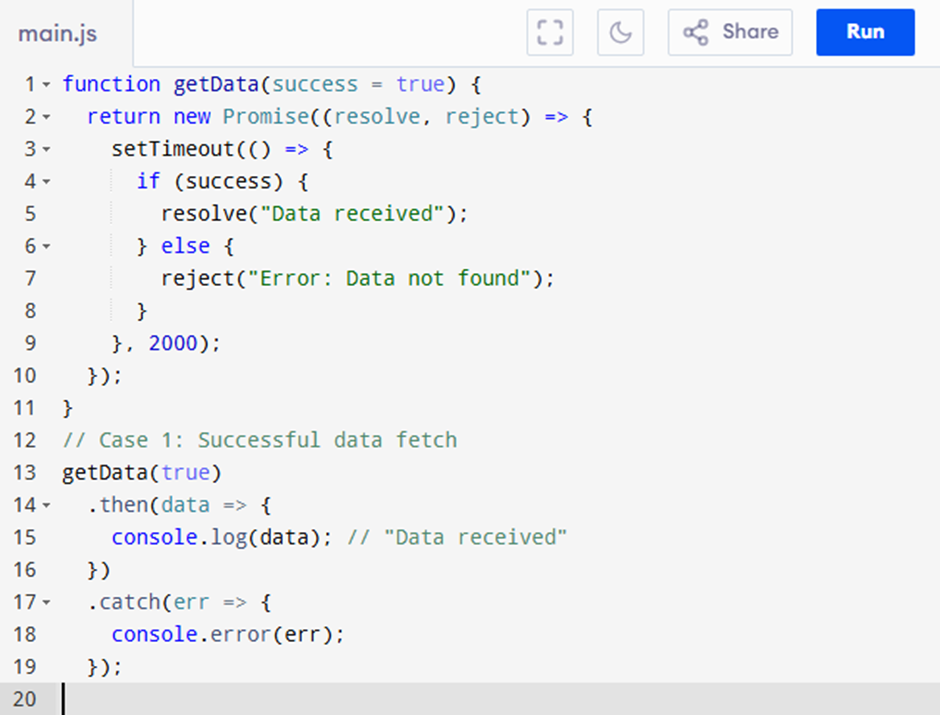 main.js Share Run
1 function getData(success = true) {
2 return new Promise((resolve, reject) => {
3 setTimeout(() => {
4 if (success) {
5 resolve("Data received");
6 } else {
7 reject("Error: Data not found");
8 }
9 }, 2000);
10 });
11 }
12 // Case 1: Successful data fetch
13 getData(true)
14 .then(data => {
15 console.log(data); // "Data received"
16 })
17 .catch(err => {
18 console.error(err);
19 });
20